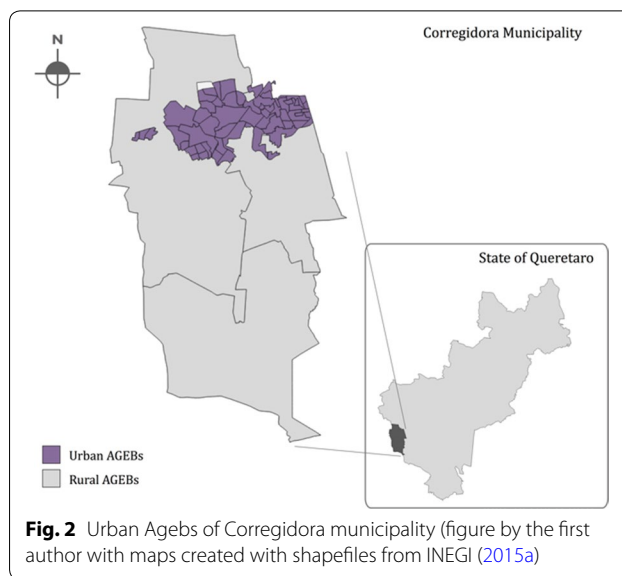 Corregidora Municipality
N
State of Queretaro
Urban AGEBs
Rural AGEBs
Fig. 2 Urban Agebs of Corregidora municipality (figure by the first
author with maps created with shapefiles from INEGI (2015a)